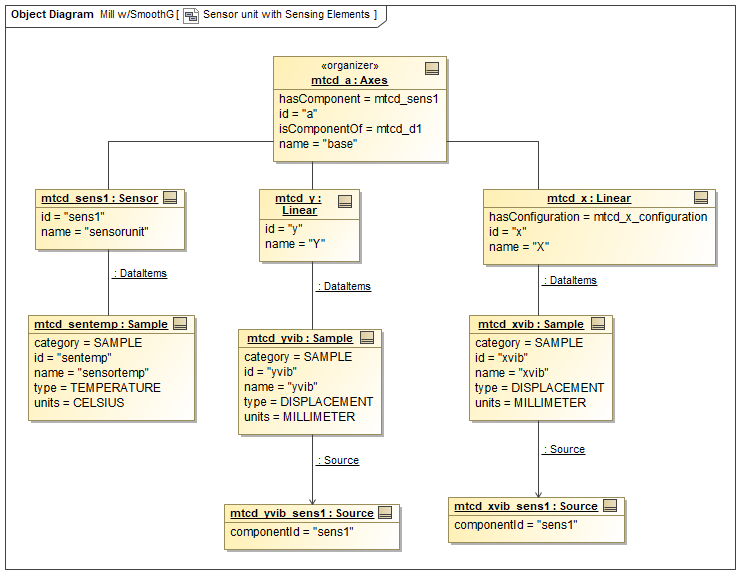 Object Diagram Mill w/SmoothG [ Sensor unit with Sensing Elements ]
«organizer»
mtcd_a : Axes
hasComponent = mtcd_sens1
id = "a"
isComponentOf = mtcd_d1
name = "base"
mtcd_sens1 : Sensor
id = "sens1"
name = "sensorunit"
mtcd_y :
Linear
id = "y"
name = "Y"
mtcd_x : Linear
hasConfiguration = mtcd_x_configuration
id = "x"
name = "X"
: DataItems
: DataItems
: DataItems
mtcd_sentemp : Sample
category = SAMPLE
id = "sentemp"
name = "sensortemp"
type = TEMPERATURE
units = CELSIUS
mtcd_yvib : Sample
category = SAMPLE
id = "yvib"
name = "yvib"
type = DISPLACEMENT
units = MILLIMETER
mtcd_xvib : Sample
category = SAMPLE
id = "xvib"
name = "xvib"
type = DISPLACEMENT
units = MILLIMETER
: Source
: Source
mtcd_yvib_sens1 : Source
componentId = "sens1"
mtcd_xvib_sens1 : Source
componentId = "sens1"